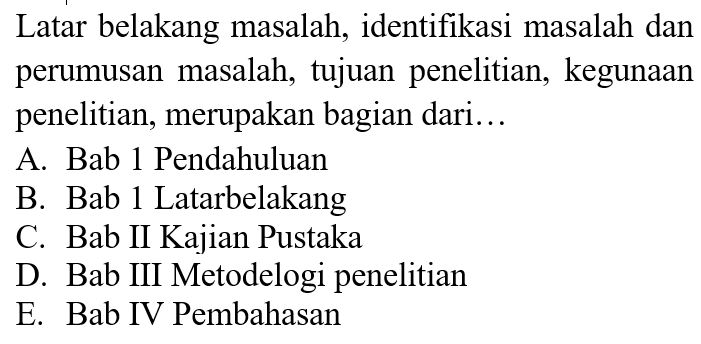 Latar belakang masalah, identifikasi masalah dan
perumusan masalah, tujuan penelitian, kegunaan
penelitian, merupakan bagian dari…
A. Bab 1 Pendahuluan
B. Bab 1 Latarbelakang
C. Bab II Kajian Pustaka
D. Bab III Metodelogi penelitian
E. Bab IV Pembahasan